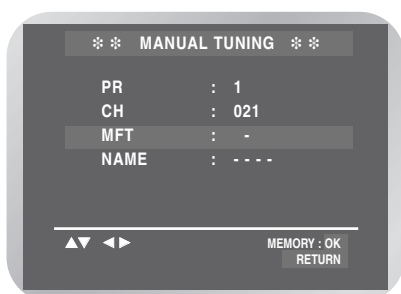 ❇ ❇ MANUAL TUNING ❇ ❇
PR : 1
CH : 021
MFT : -
NAME : - - - -
▲▼ ◀▶ MEMORY : OK
RETURN